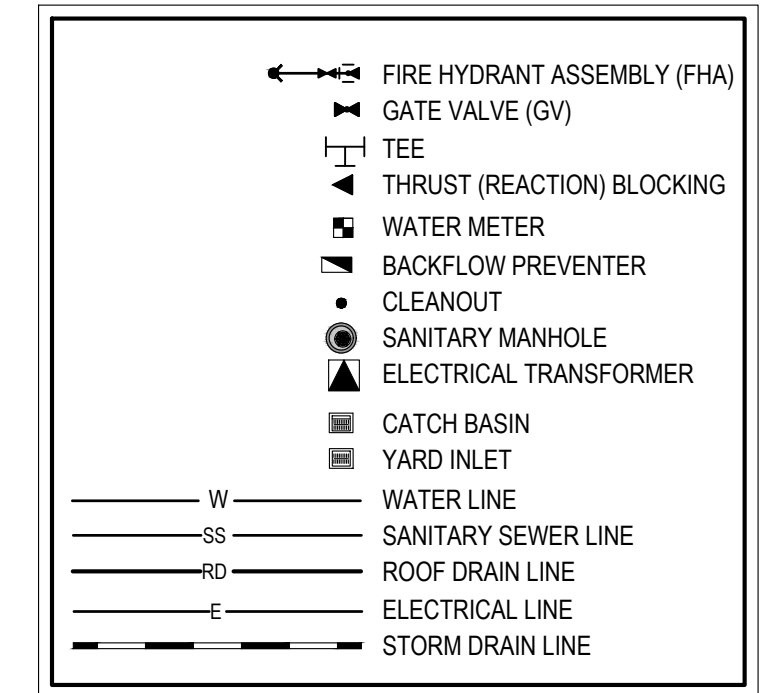 FIRE HYDRANT ASSEMBLY (FHA)
GATE VALVE (GV)
TEE
THRUST (REACTION) BLOCKING
WATER METER
BACKFLOW PREVENTER
CLEANOUT
SANITARY MANHOLE
ELECTRICAL TRANSFORMER
CATCH BASIN
YARD INLET
W WATER LINE
SS SANITARY SEWER LINE
RD ROOF DRAIN LINE
E ELECTRICAL LINE
STORM DRAIN LINE